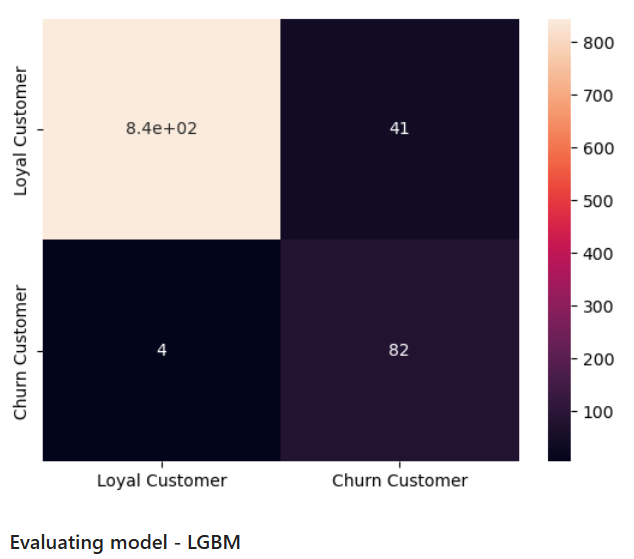 800
Loyal Customer
8.4e+02
41
700
600
500
400
300
Churn Customer
4
82
200
100
Loyal Customer
Churn Customer
Evaluating model - LGBM